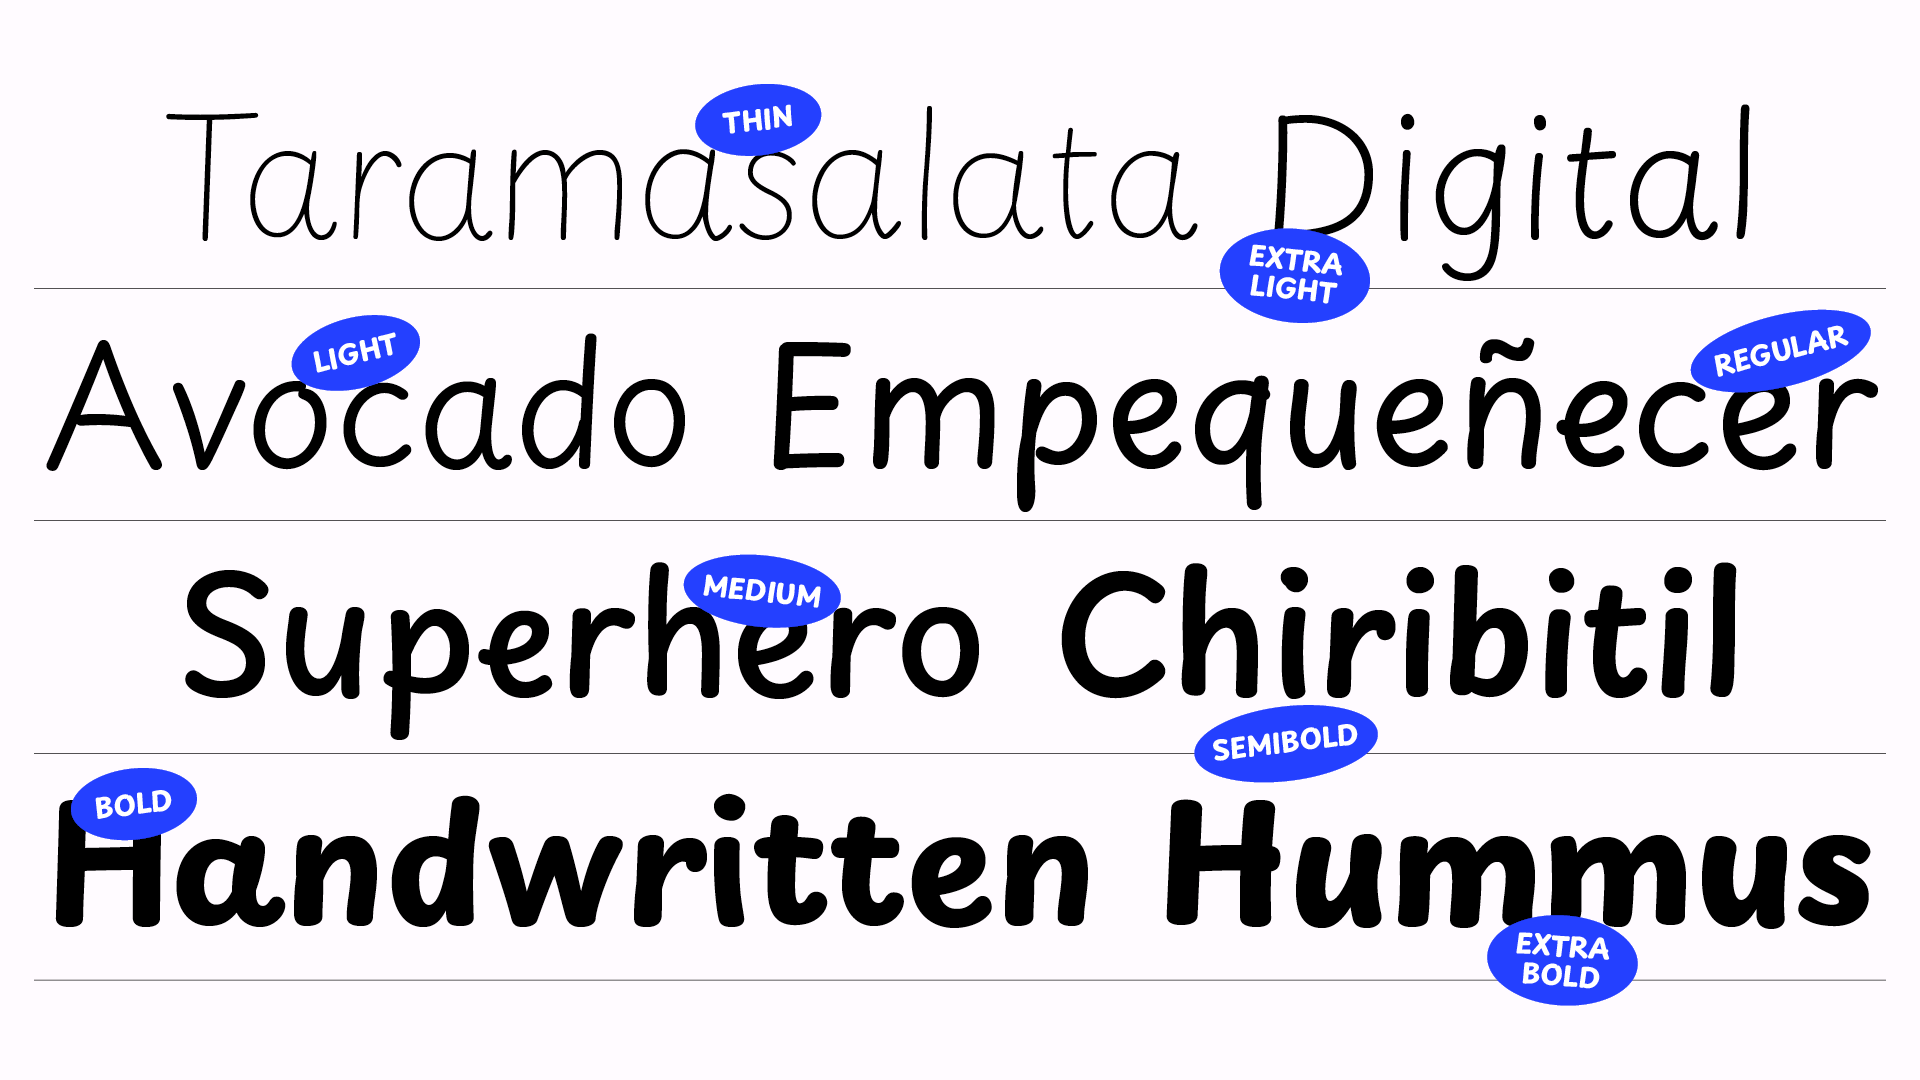 THIN
Taramasalata Digital
EXTRA
LIGHT
LIGHT
REGULAR
Avocado Empequeñecer
MEDIUM
Superhero Chiribitil
SEMIBOLD
BOLD
Handwritten Hummus
EXTRA
BOLD